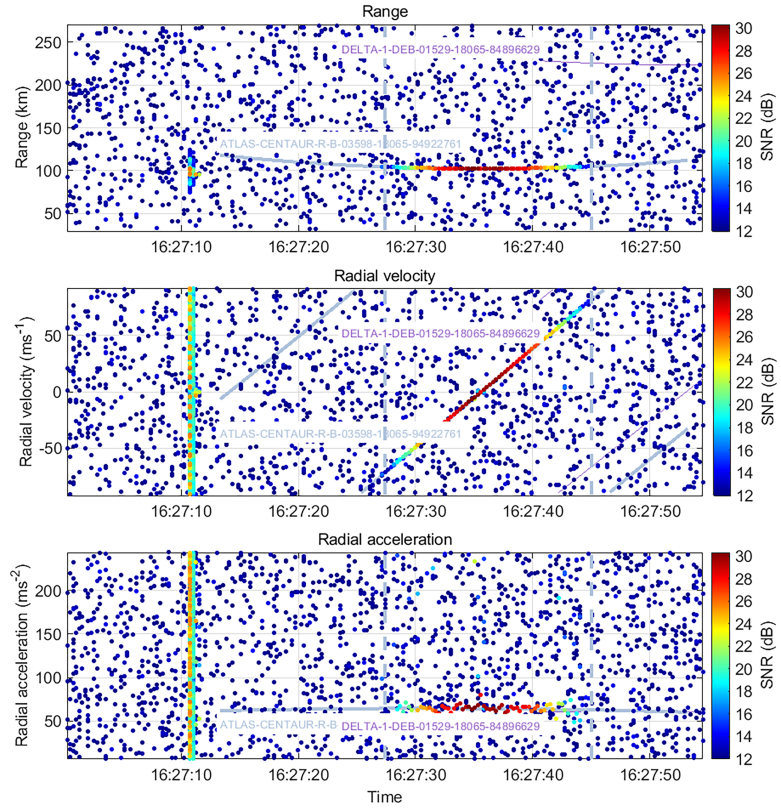 Range
250
200
150
100
50
Range (km)
DELTA-1-DEB-01529-18065-84896629
ATLAS-CENTAUR-R-B-03598-18065-94922761
16:27:10 16:27:20 16:27:30 16:27:40 16:27:50
30
28
26
24
22
20
18
16
14
12
SNR (dB)
Radial velocity
50
0
-50
Radial velocity (ms-1)
DELTA-1-DEB-01529-18065-84896629
ATLAS-CENTAUR-R-B-03598-18065-94922761
16:27:10 16:27:20 16:27:30 16:27:40 16:27:50
30
28
26
24
22
20
18
16
14
12
SNR (dB)
Radial acceleration
200
150
100
50
Radial acceleration (ms-2)
ATLAS-CENTAUR-R-B DELTA-1-DEB-01529-18065-84896629
16:27:10 16:27:20 16:27:30 16:27:40 16:27:50
Time
30
28
26
24
22
20
18
16
14
12
SNR (dB)